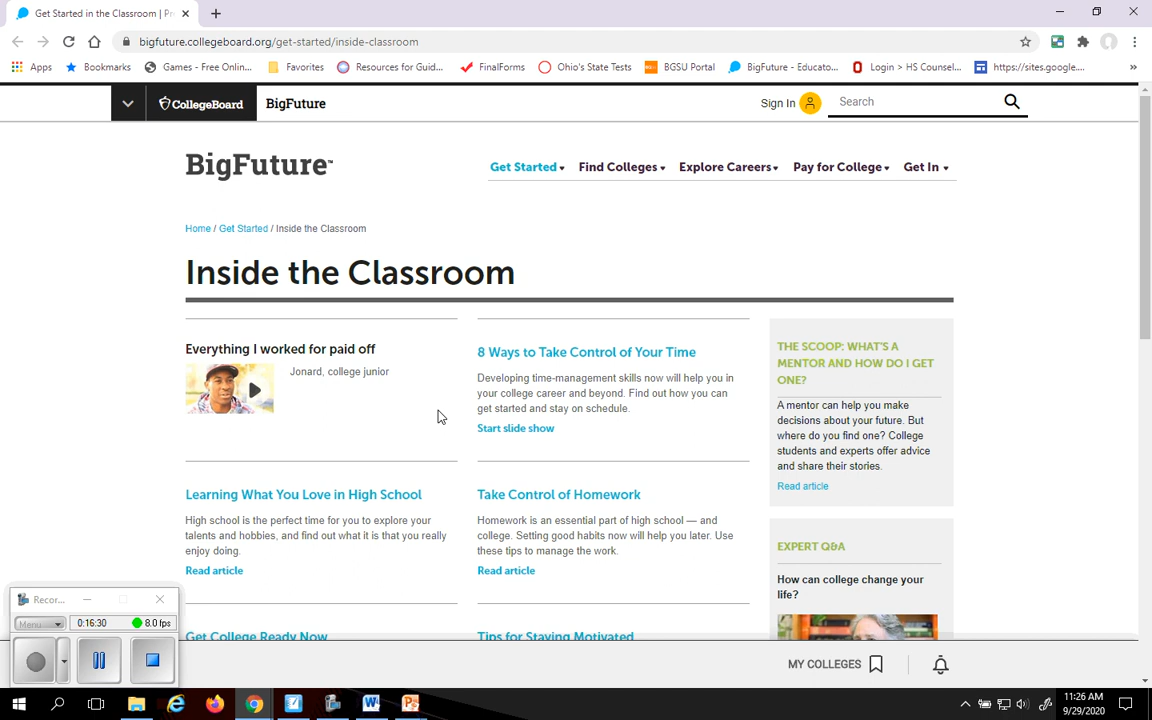 Get Started in the Classroom | Pr
bigfuture.collegeboard.org/get-started/inside-classroom
Apps
Bookmarks
Games - Free Onlin...
Favorites
Resources for Guid...
FinalForms
Ohio's State Tests
BGSU Portal
BigFuture - Educato...
Login > HS Counsel...
https://sites.google....
CollegeBoard
BigFuture
Sign In
Search
BigFuture™
Get Started
Find Colleges
Explore Careers
Pay for College
Get In
Home / Get Started / Inside the Classroom
Inside the Classroom
Everything I worked for paid off
Jonard, college junior
8 Ways to Take Control of Your Time
Developing time-management skills now will help you in
your college career and beyond. Find out how you can
get started and stay on schedule.
Start slide show
Learning What You Love in High School
High school is the perfect time for you to explore your
talents and hobbies, and find out what it is that you really
enjoy doing.
Read article
Take Control of Homework
Homework is an essential part of high school — and
college. Setting good habits now will help you later. Use
these tips to manage the work.
Read article
THE SCOOP: WHAT'S A
MENTOR AND HOW DO I GET
ONE?
A mentor can help you make
decisions about your future. But
where do you find one? College
students and experts offer advice
and share their stories.
Read article
EXPERT Q&A
How can college change your
life?
Get College Ready Now
Tips for Staying Motivated
Recor...
Menu
0:16:30
8.0 fps
MY COLLEGES
11:26 AM
9/29/2020